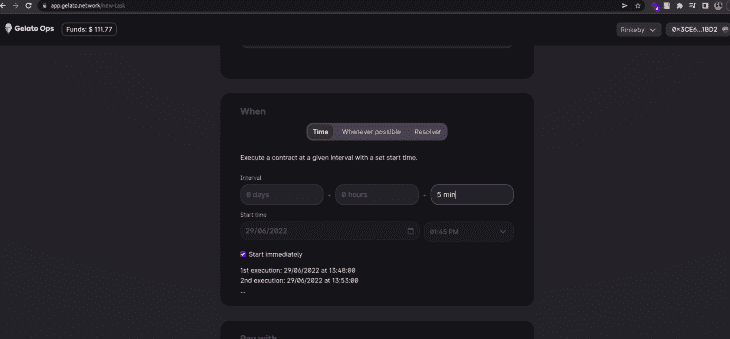 app.gelato.network/new-task
Gelato Ops
Funds: $ 111.77
Rinkeby
0x3CE6...1BD2
When
Time Whenever possible Resolver
Execute a contract at a given interval with a set start time.
Interval
0 days - 0 hours - 5 min
Start time
29/06/2022 01:43 PM
Start immediately
1st execution: 29/06/2022 at 13:48:00
2nd execution: 29/06/2022 at 13:53:00
...
Pay with